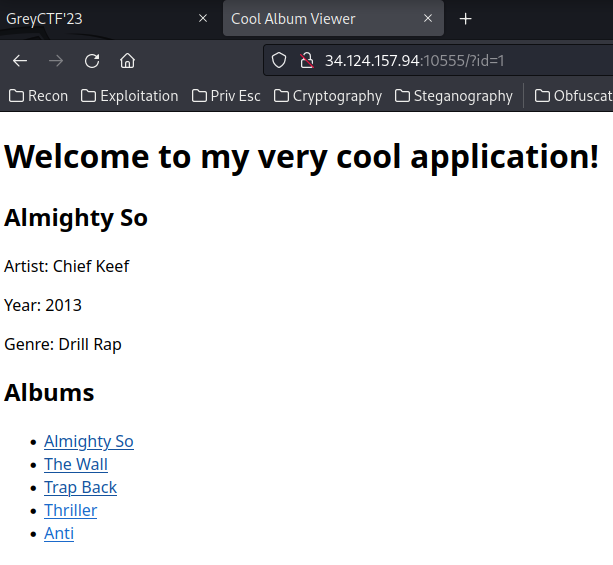 GreyCTF'23
Cool Album Viewer
34.124.157.94:10555/?id=1
Recon Exploitation Priv Esc Cryptography Steganography Obfuscat
Welcome to my very cool application!
Almighty So
Artist: Chief Keef
Year: 2013
Genre: Drill Rap
Albums
Almighty So
The Wall
Trap Back
Thriller
Anti